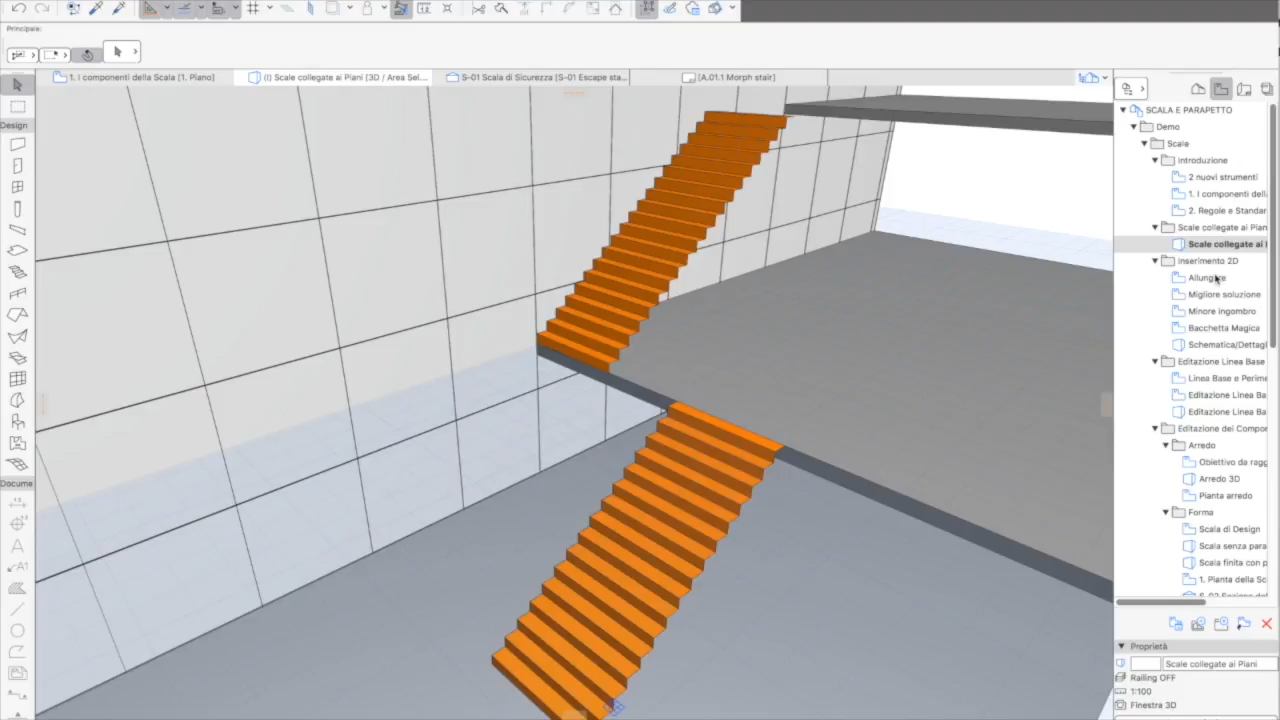 Principale:
1. I componenti della Scala [1. Piano]
(!) Scale collegate ai Piani [3D / Area Sel...
S-01 Scala di Sicurezza [S-01 Escape sta...
[A.01.1 Morph stair]
Design
Docume
SCALA E PARAPETTO
Demo
Scale
Introduzione
2 nuovi strumenti
1. I componenti dell
2. Regole e Standar
Scale collegate ai Pian
Scale collegate ai
Inserimento 2D
Allungare
Migliore soluzione
Minore ingombro
Bacchetta Magica
Schematica/Dettagl
Editazione Linea Base
Linea Base e Perime
Editazione Linea Ba
Editazione Linea Ba
Editazione dei Compor
Arredo
Obiettivo da ragg
Arredo 3D
Pianta arredo
Forma
Scala di Design
Scala senza para
Scala finita con p
1. Pianta della Sc
Proprietà
Scale collegate ai Piani
Railing OFF
1:100
Finestra 3D